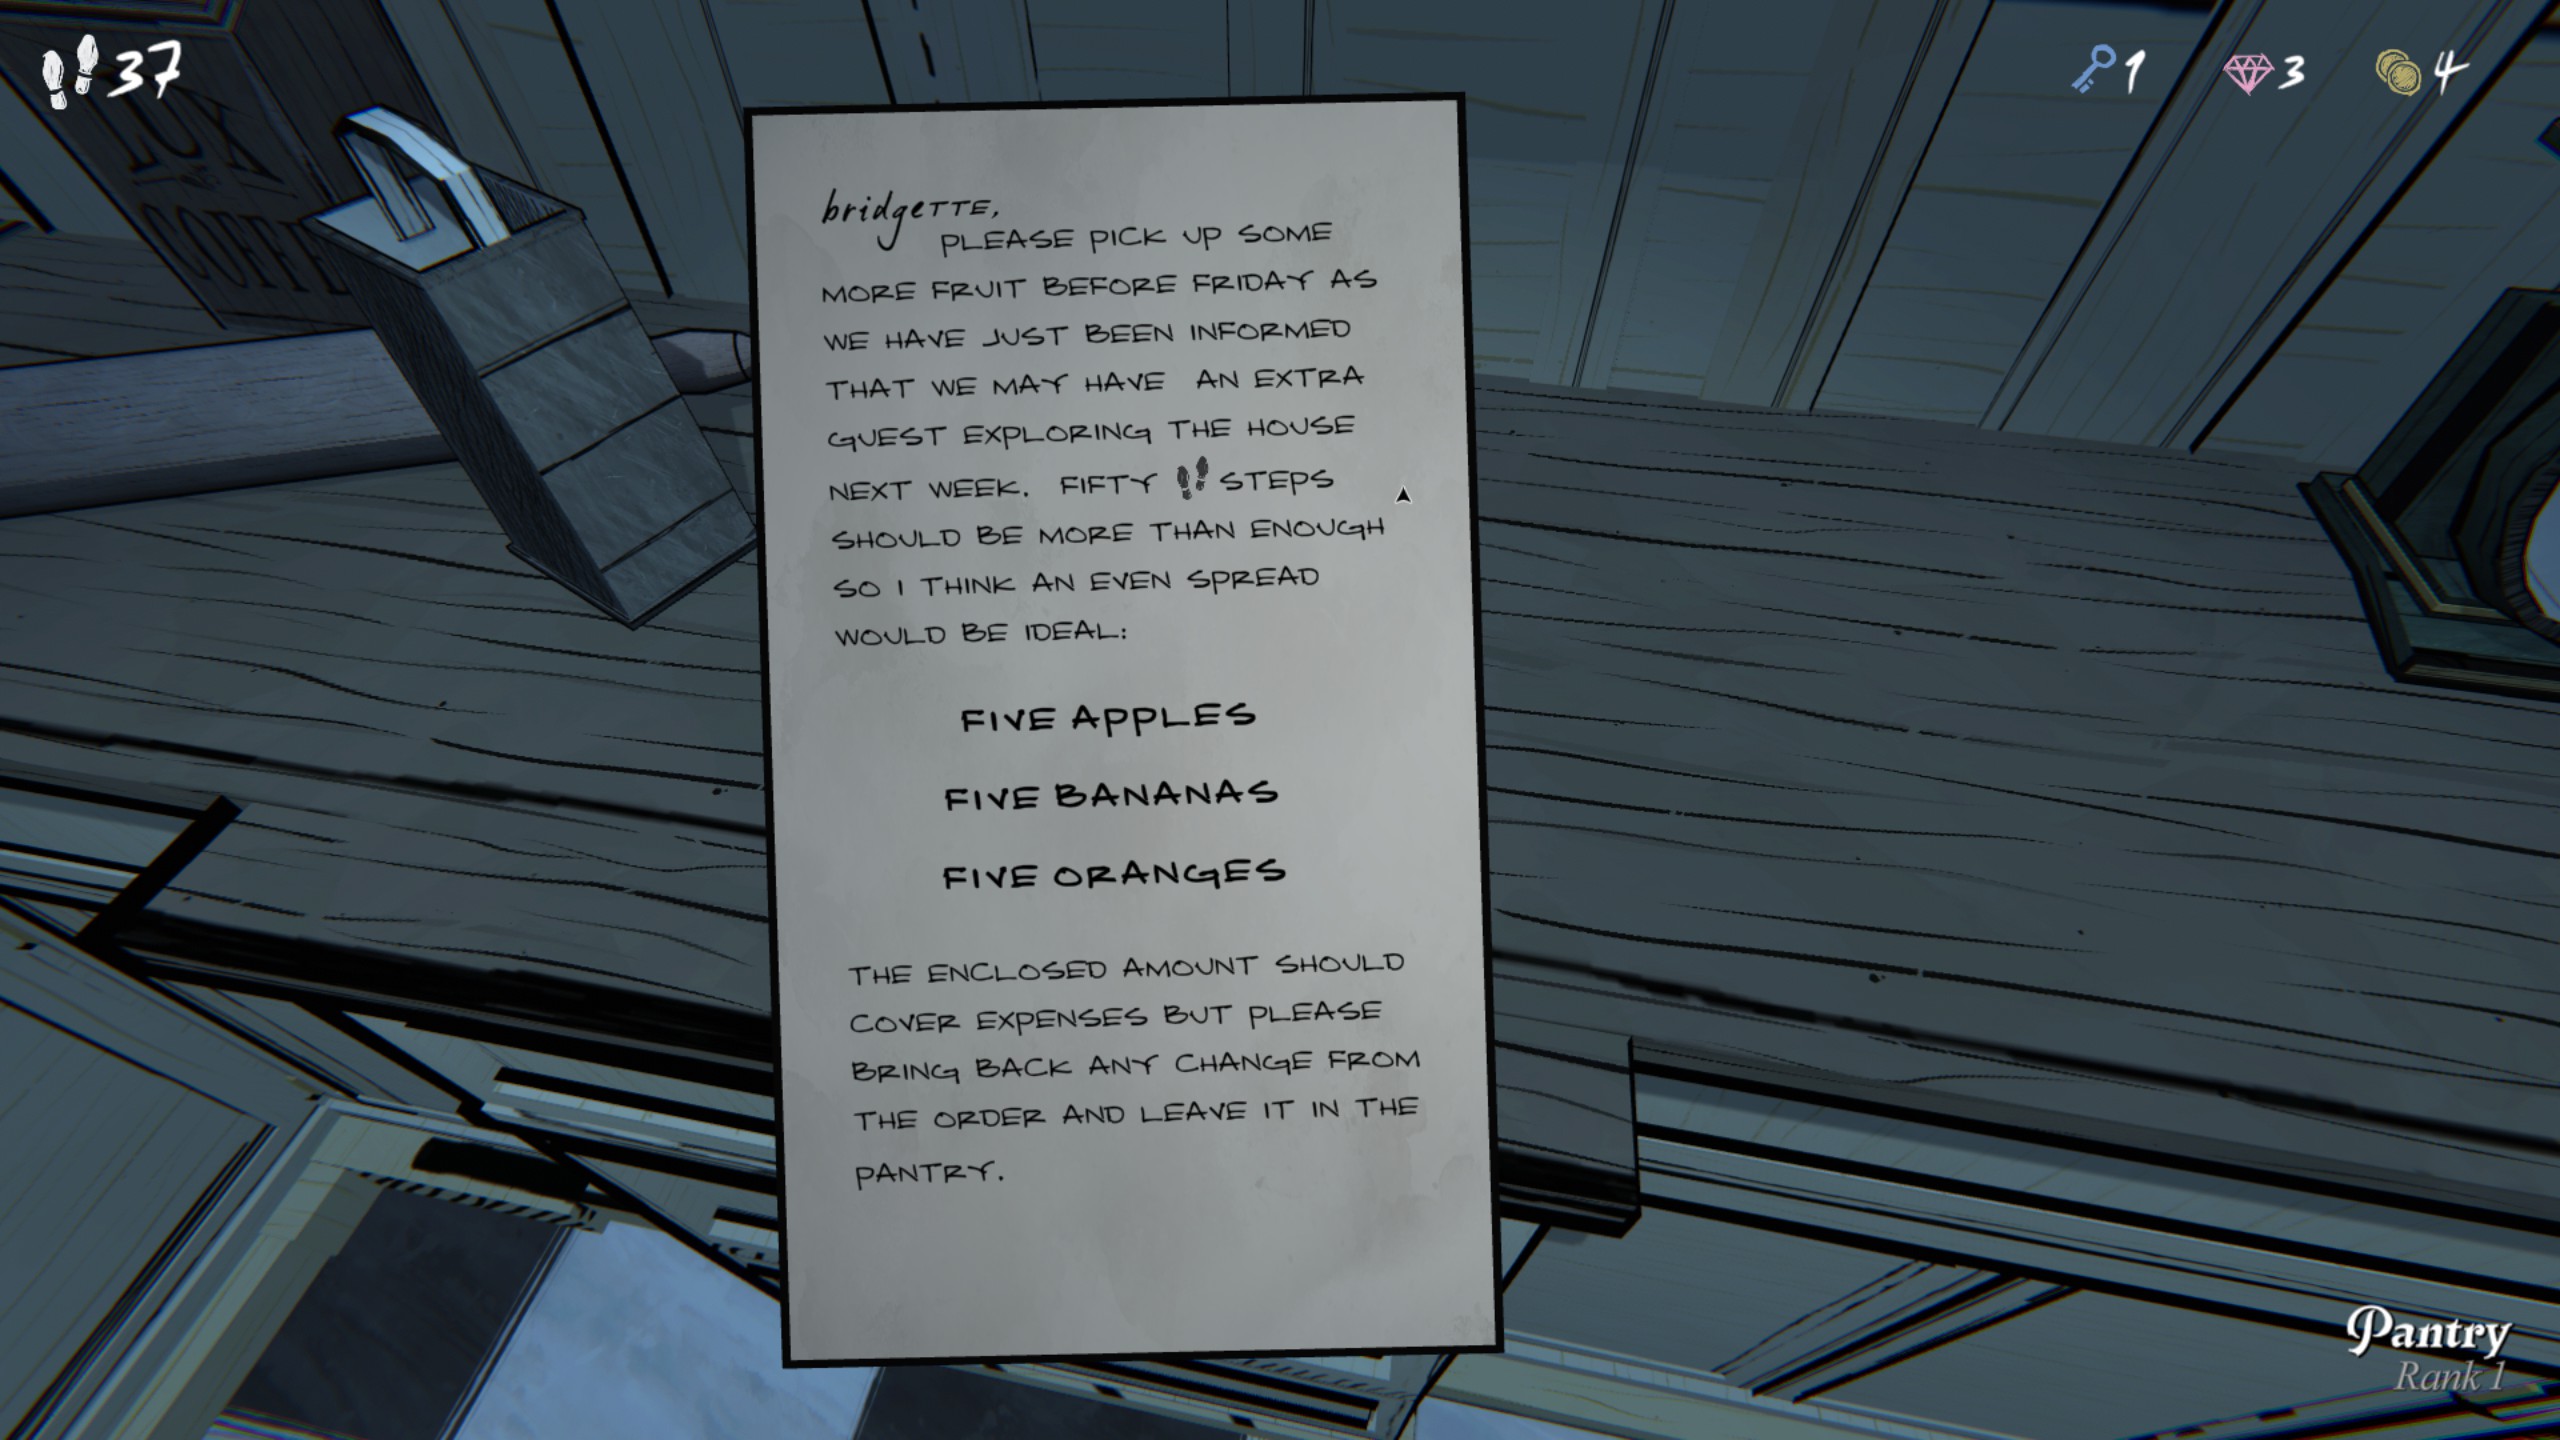 37
1
3
4
LUX
COFFEE
bridgeTTE,
PLEASE PICK UP SOME
MORE FRUIT BEFORE FRIDAY AS
WE HAVE JUST BEEN INFORMED
THAT WE MAY HAVE AN EXTRA
GUEST EXPLORING THE HOUSE
NEXT WEEK. FIFTY STEPS
SHOULD BE MORE THAN ENOUGH
SO I THINK AN EVEN SPREAD
WOULD BE IDEAL:
FIVE APPLES
FIVE BANANAS
FIVE ORANGES
THE ENCLOSED AMOUNT SHOULD
COVER EXPENSES BUT PLEASE
BRING BACK ANY CHANGE FROM
THE ORDER AND LEAVE IT IN THE
PANTRY.
Pantry
Rank 1